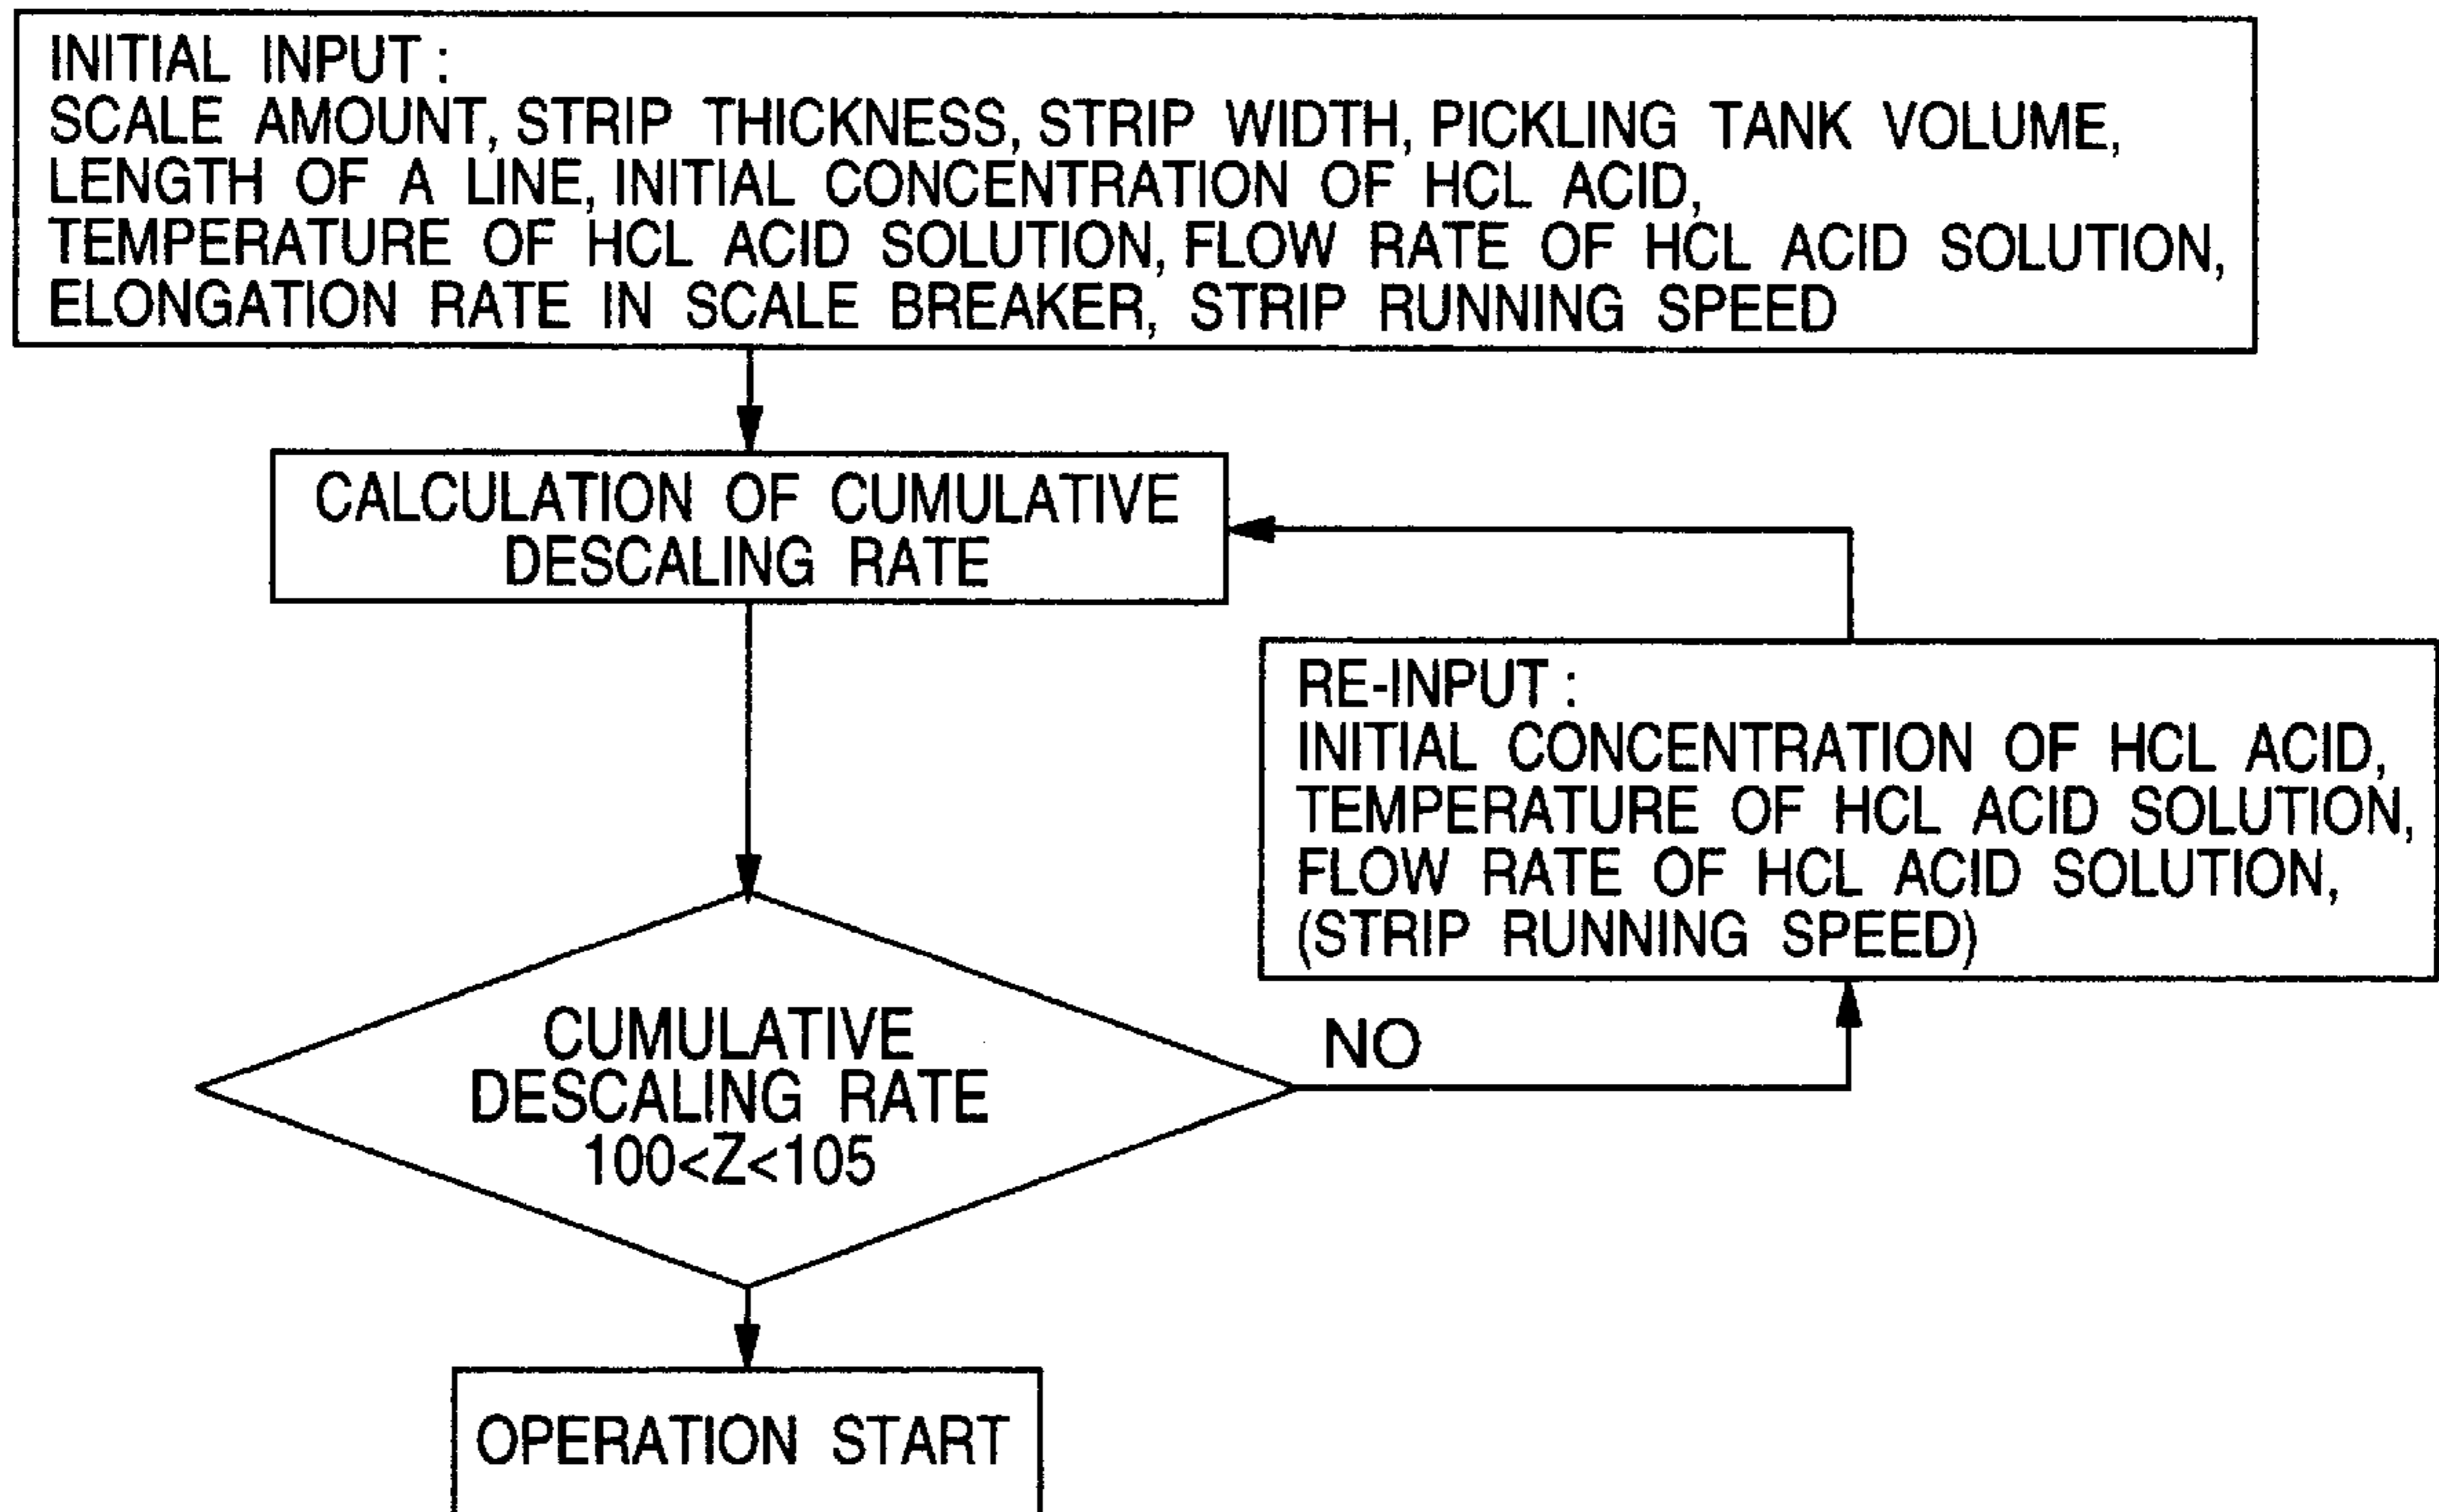 INITIAL INPUT :
SCALE AMOUNT, STRIP THICKNESS, STRIP WIDTH, PICKLING TANK VOLUME,
LENGTH OF A LINE, INITIAL CONCENTRATION OF HCL ACID,
TEMPERATURE OF HCL ACID SOLUTION, FLOW RATE OF HCL ACID SOLUTION,
ELONGATION RATE IN SCALE BREAKER, STRIP RUNNING SPEED
CALCULATION OF CUMULATIVE
DESCALING RATE
RE-INPUT :
INITIAL CONCENTRATION OF HCL ACID,
TEMPERATURE OF HCL ACID SOLUTION,
FLOW RATE OF HCL ACID SOLUTION,
(STRIP RUNNING SPEED)
CUMULATIVE
DESCALING RATE
100<Z<105
NO
OPERATION START